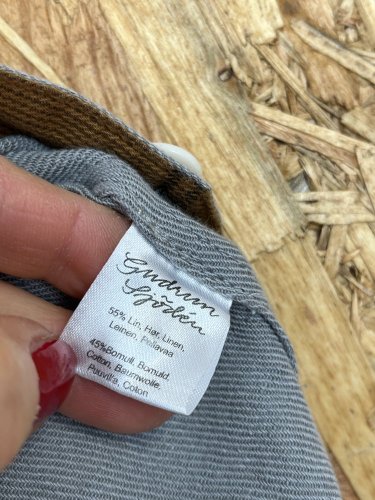 Gudrun
Sjödén
55% Lin, Hør, Linen,
Leinen, Pellavaa
45%Bomull, Bomuld,
Cotton, Baumwolle,
Puuvilla, Coton